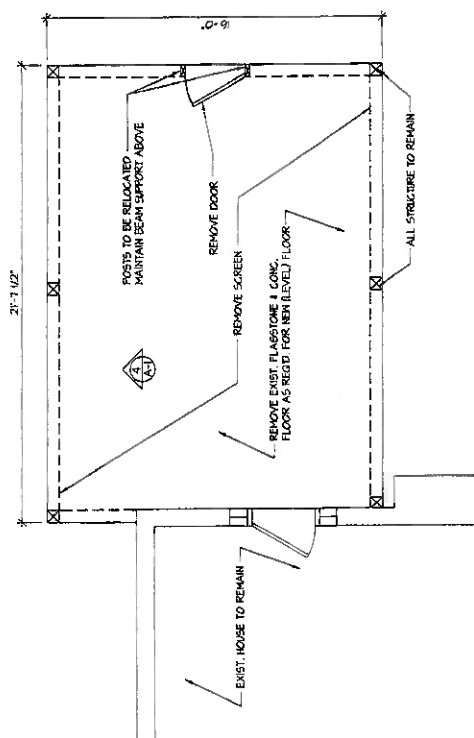 21'-7 1/2"
16'-0"
POSTS TO BE RELOCATED
MAINTAIN BEAM SUPPORT ABOVE
REMOVE DOOR
4
A-1
REMOVE SCREEN
REMOVE EXIST. FLAGSTONE & CONC.
FLOOR AS REQ'D. FOR NEW (LEVEL) FLOOR
ALL STRUCTURE TO REMAIN
EXIST. HOUSE TO REMAIN